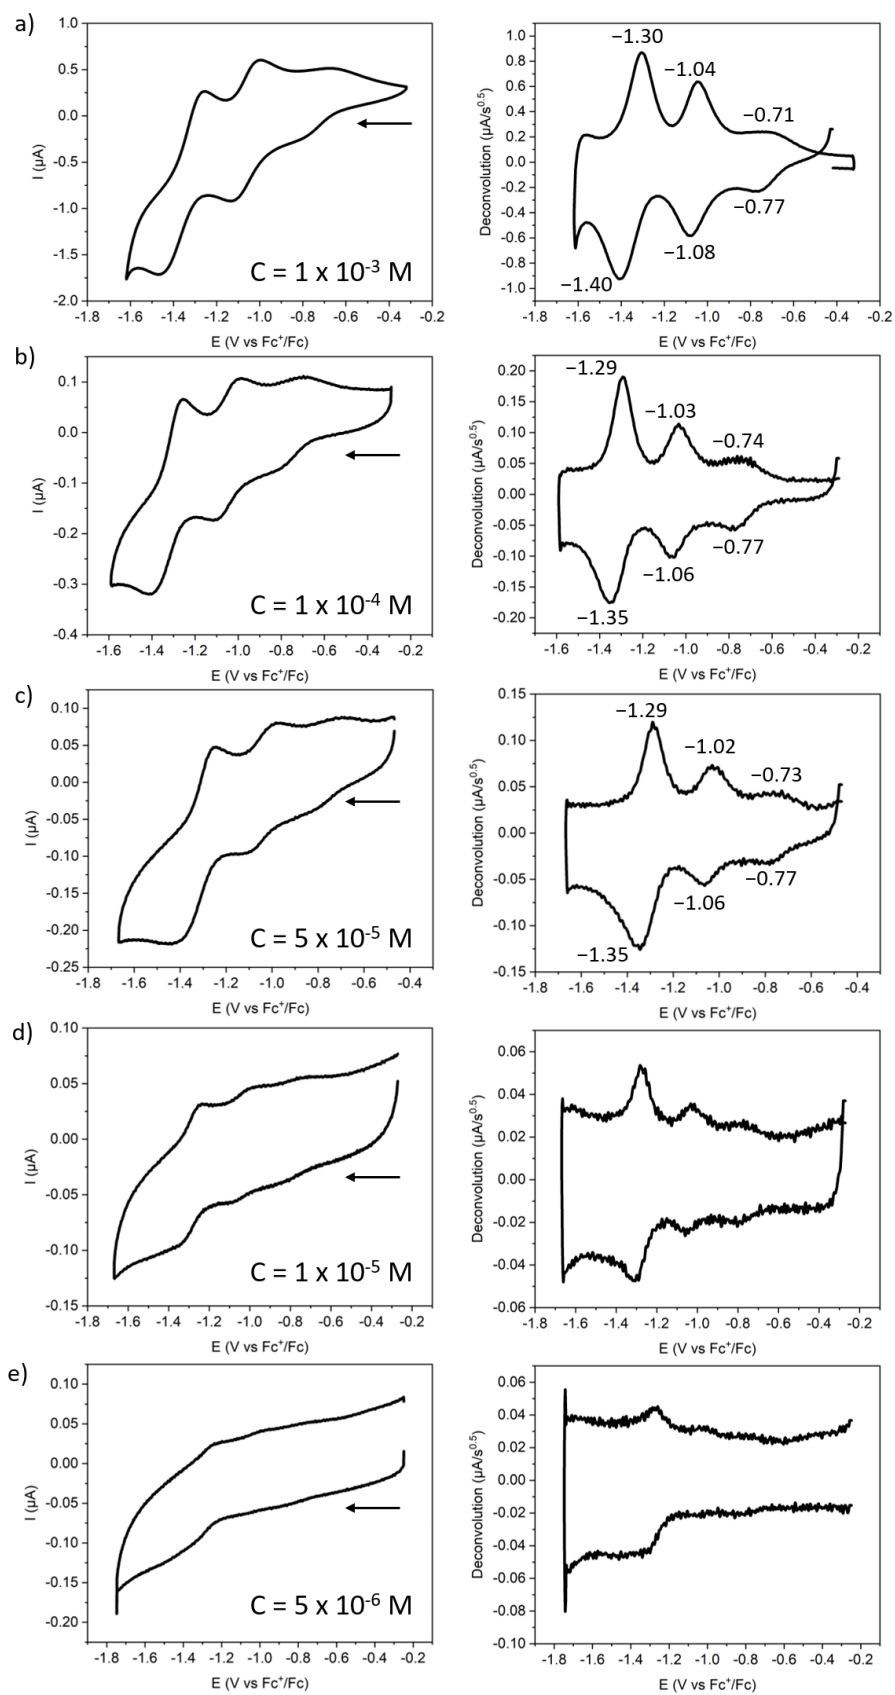 a)
1.0
0.5
0.0
-0.5
-1.0
-1.5
-2.0
I (µA)
C = 1 x 10-3 M
-1.8 -1.6 -1.4 -1.2 -1.0 -0.8 -0.6 -0.4 -0.2
E (V vs Fc+/Fc)
1.0
0.8
0.6
0.4
0.2
0.0
-0.2
-0.4
-0.6
-0.8
-1.0
Deconvolution (µA/s0.5)
−1.30
−1.04
−0.71
−0.77
−1.08
−1.40
-1.8 -1.6 -1.4 -1.2 -1.0 -0.8 -0.6 -0.4 -0.2
E (V vs Fc+/Fc)
b)
0.1
0.0
-0.1
-0.2
-0.3
-0.4
I (µA)
C = 1 x 10-4 M
-1.6 -1.4 -1.2 -1.0 -0.8 -0.6 -0.4 -0.2
E (V vs Fc+/Fc)
0.20
0.15
0.10
0.05
0.00
-0.05
-0.10
-0.15
-0.20
Deconvolution (µA/s0.5)
−1.29
−1.03
−0.74
−0.77
−1.06
−1.35
-1.6 -1.4 -1.2 -1.0 -0.8 -0.6 -0.4 -0.2
E (V vs Fc+/Fc)
c)
0.10
0.05
0.00
-0.05
-0.10
-0.15
-0.20
-0.25
I (µA)
C = 5 x 10-5 M
-1.8 -1.6 -1.4 -1.2 -1.0 -0.8 -0.6 -0.4
E (V vs Fc+/Fc)
0.15
0.10
0.05
0.00
-0.05
-0.10
-0.15
Deconvolution (µA/s0.5)
−1.29
−1.02
−0.73
−0.77
−1.06
−1.35
-1.8 -1.6 -1.4 -1.2 -1.0 -0.8 -0.6 -0.4
E (V vs Fc+/Fc)
d)
0.10
0.05
0.00
-0.05
-0.10
-0.15
I (µA)
C = 1 x 10-5 M
-1.8 -1.6 -1.4 -1.2 -1.0 -0.8 -0.6 -0.4 -0.2
E (V vs Fc+/Fc)
0.06
0.04
0.02
0.00
-0.02
-0.04
-0.06
Deconvolution (µA/s0.5)
-1.8 -1.6 -1.4 -1.2 -1.0 -0.8 -0.6 -0.4 -0.2
E (V vs Fc+/Fc)
e)
0.10
0.05
0.00
-0.05
-0.10
-0.15
-0.20
I (µA)
C = 5 x 10-6 M
-1.8 -1.6 -1.4 -1.2 -1.0 -0.8 -0.6 -0.4 -0.2
E (V vs Fc+/Fc)
0.06
0.04
0.02
0.00
-0.02
-0.04
-0.06
-0.08
-0.10
Deconvolution (µA/s0.5)
-1.8 -1.6 -1.4 -1.2 -1.0 -0.8 -0.6 -0.4 -0.2
E (V vs Fc+/Fc)